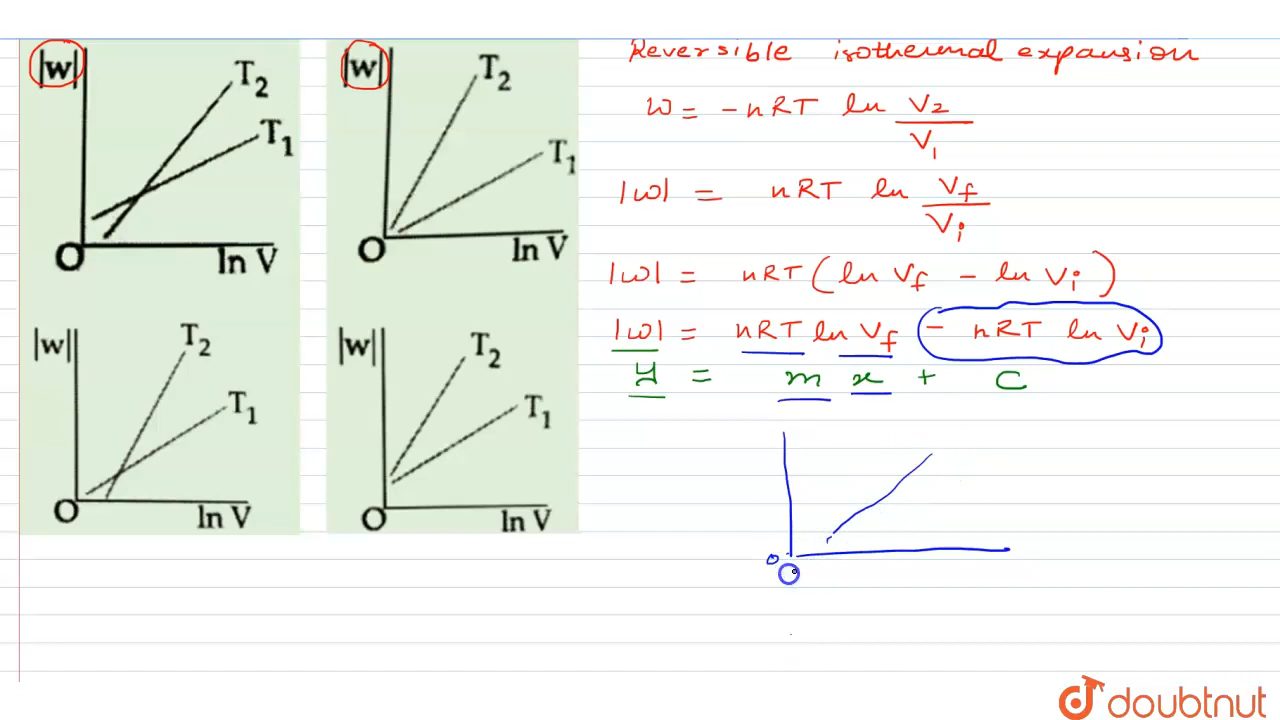 |w|
T₂
T₁
O
ln V
|w|
T₂
T₁
O
ln V
|w|
T₂
T₁
O
ln V
|w|
T₂
T₁
O
ln V
Reversible isothermal expansion
W = -nRT ln V₂/V₁
|w| = nRT ln Vf/Vi
|w| = nRT (ln Vf - ln Vi)
|w| = nRT ln Vf - nRT ln Vi
y = m x + C
O
doubtnut